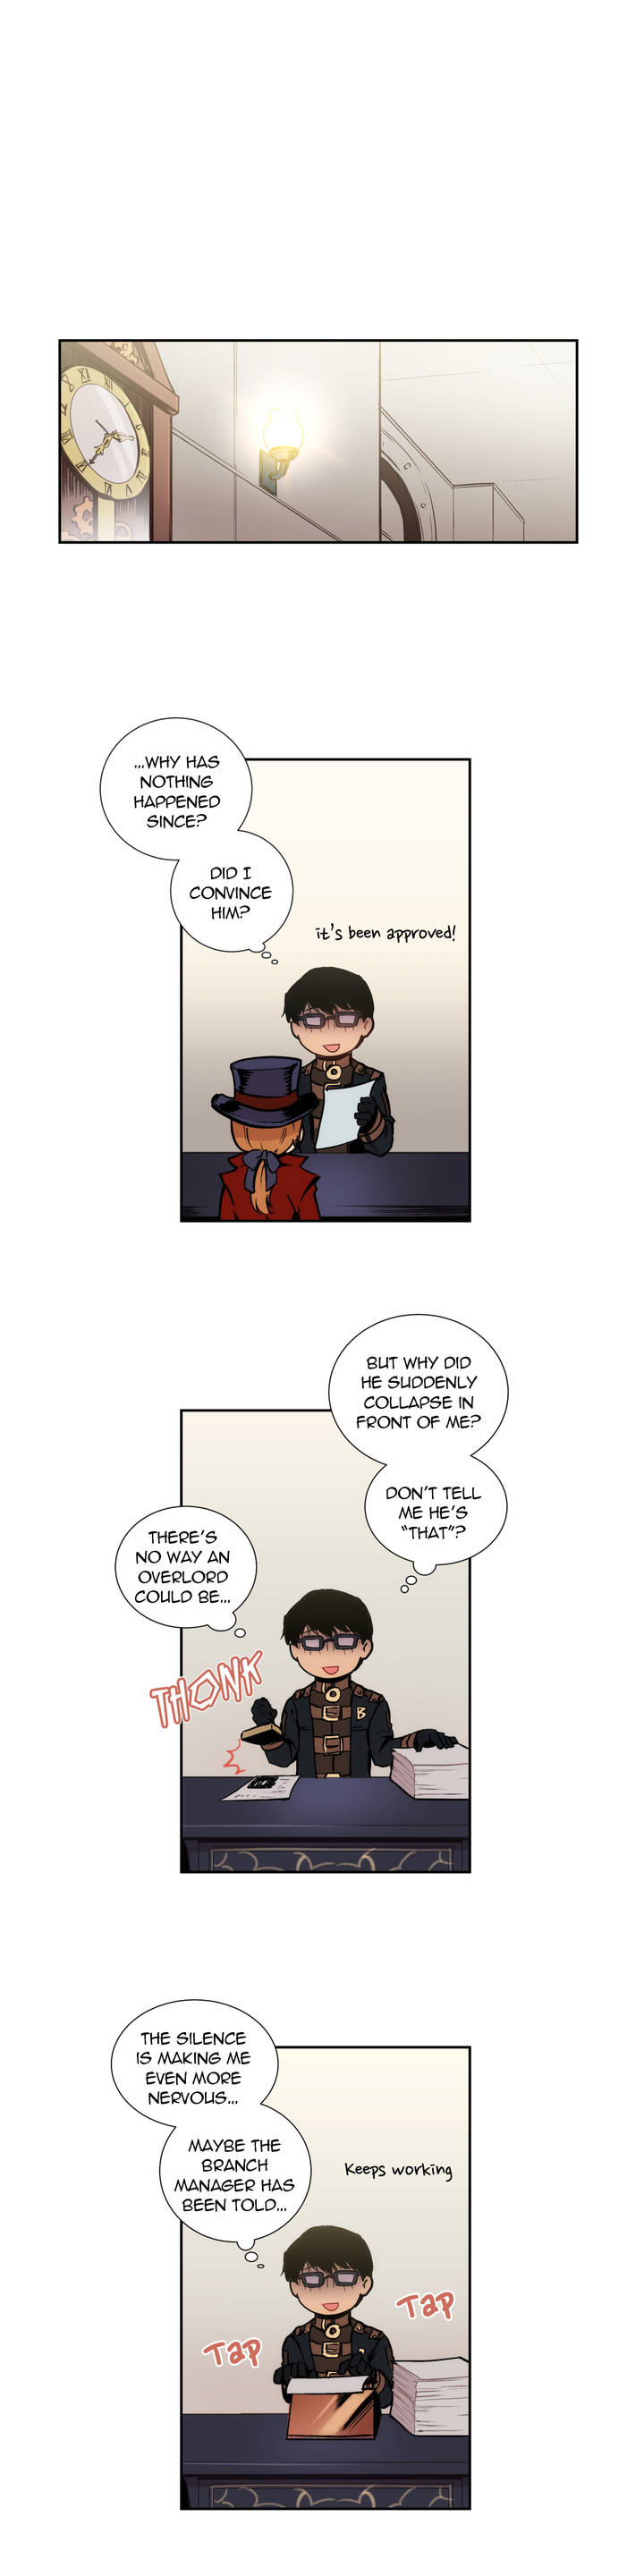 ...WHY HAS
NOTHING
HAPPENED
SINCE?
DID I
CONVINCE
HIM?
it's been approved!
BUT WHY DID
HE SUDDENLY
COLLAPSE IN
FRONT OF ME?
DON'T TELL
ME HE'S
"THAT"?
THERE'S
NO WAY AN
OVERLORD
COULD BE...
THONK
B
THE SILENCE
IS MAKING ME
EVEN MORE
NERVOUS...
MAYBE THE
BRANCH
MANAGER HAS
BEEN TOLD...
Keeps working
TAP
TAP